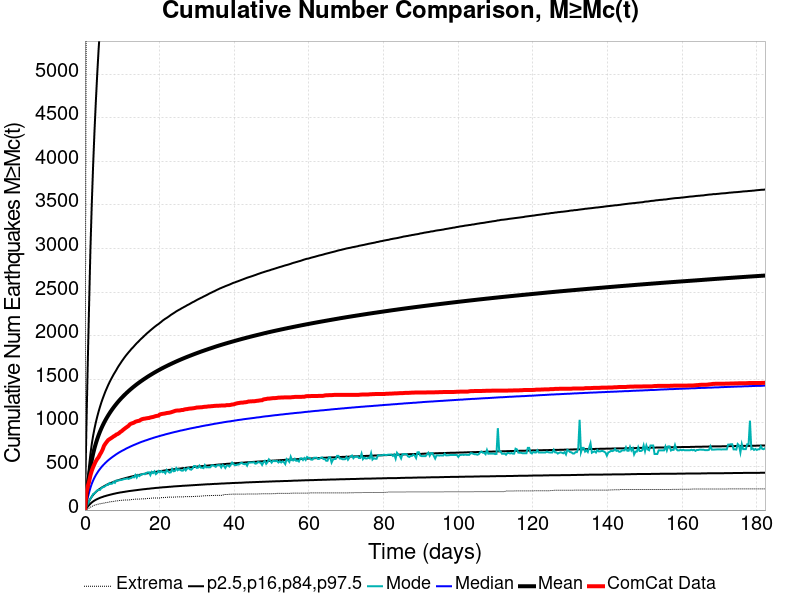 Cumulative Number Comparison, M≥Mc(t)
Cumulative Num Earthquakes M≥Mc(t)
5000
4500
4000
3500
3000
2500
2000
1500
1000
500
0
0 20 40 60 80 100 120 140 160 180
Time (days)
Extrema p2.5,p16,p84,p97.5 Mode Median Mean ComCat Data